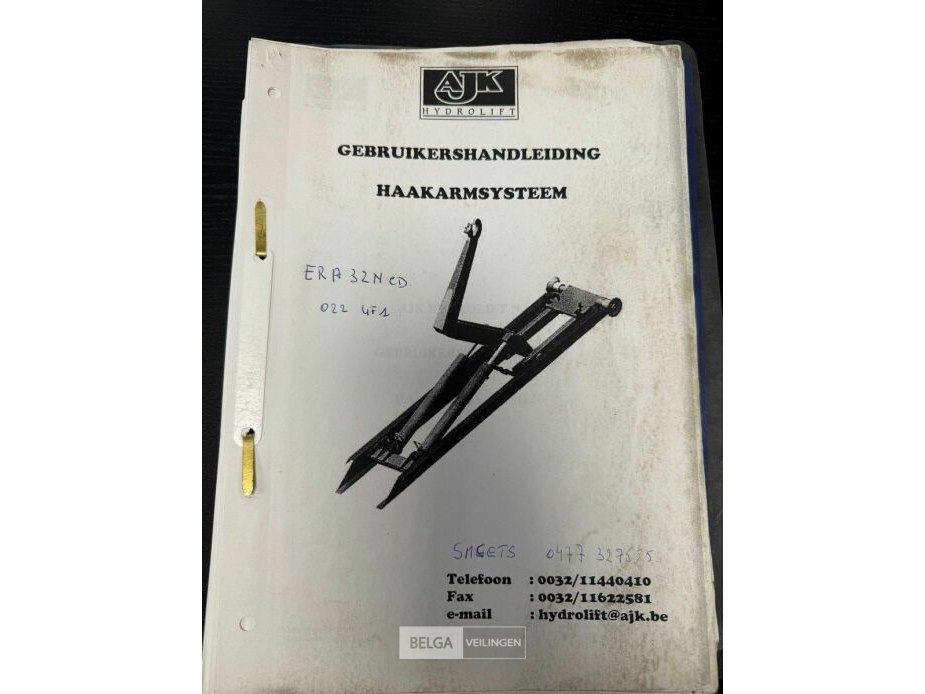 AJK
HYDROLIFT
GEBRUIKERSHANDLEIDING
HAAKARMSYSTEEM
ERA 32N CD
022 4F1
SMEETS 0477
Telefoon : 0032/11440410
Fax : 0032/11622581
e-mail : hydrolift@ajk.be
BELGA VEILINGEN